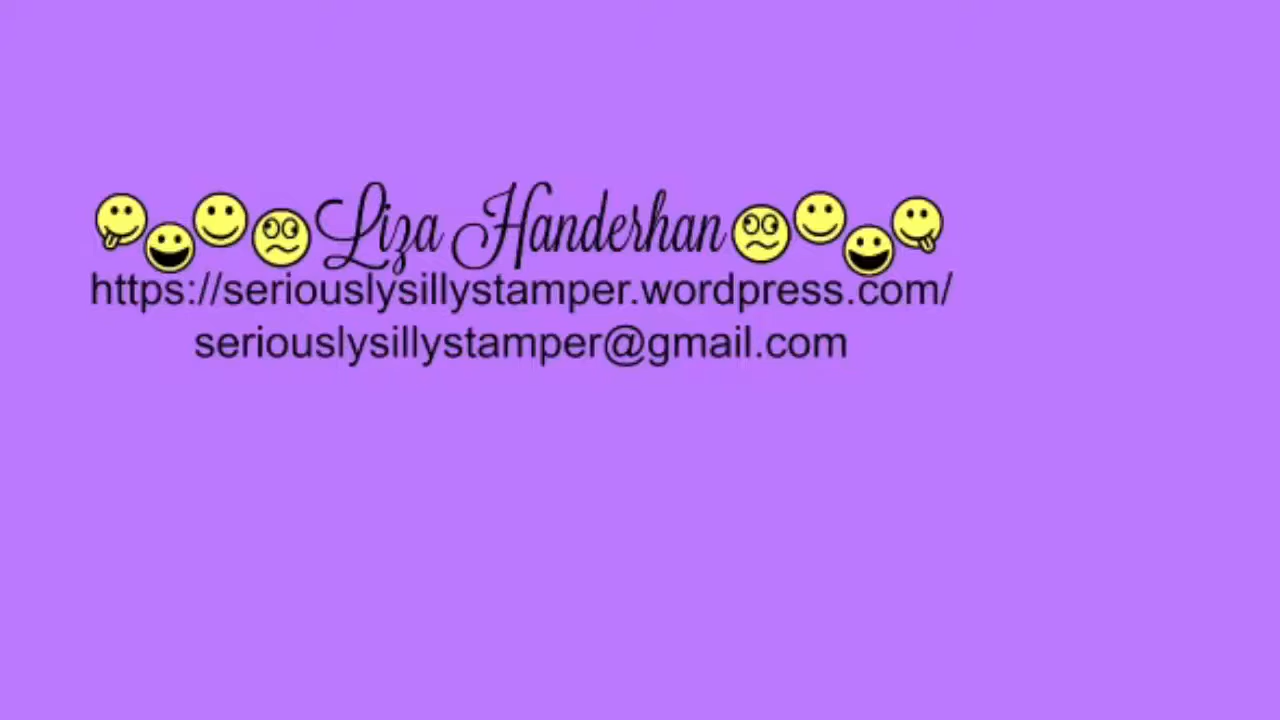 Liza Handerhan
https://seriouslysillystamper.wordpress.com/
seriouslysillystamper@gmail.com